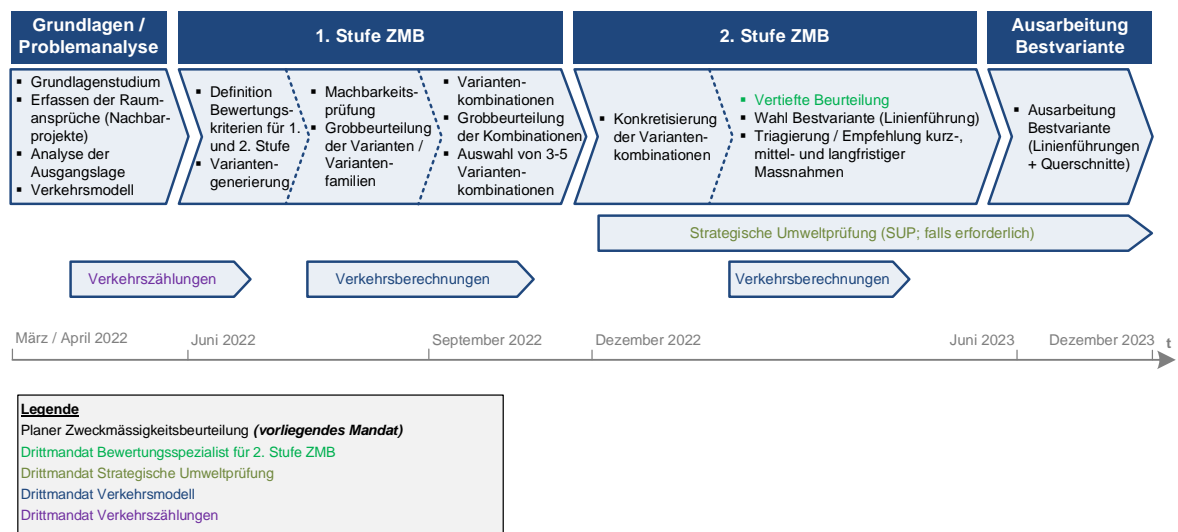 Grundlagen /
Problemanalyse
1. Stufe ZMB
2. Stufe ZMB
Ausarbeitung
Bestvariante
▪ Grundlagenstudium
▪ Erfassen der Raum-
ansprüche (Nachbar-
projekte)
▪ Analyse der
Ausgangslage
▪ Verkehrsmodell
▪ Definition
Bewertungs-
kriterien für 1.
und 2. Stufe
▪ Varianten-
generierung
▪ Machbarkeits-
prüfung
▪ Grobbeurteilung
der Varianten /
Varianten-
familien
▪ Varianten-
kombinationen
▪ Grobbeurteilung
der Kombinationen
▪ Auswahl von 3-5
Varianten-
kombinationen
▪ Konkretisierung
der Varianten-
kombinationen
▪ Vertiefte Beurteilung
▪ Wahl Bestvariante (Linienführung)
▪ Triagierung / Empfehlung kurz-,
mittel- und langfristiger
Massnahmen
▪ Ausarbeitung
Bestvariante
(Linienführungen
+ Querschnitte)
Strategische Umweltprüfung (SUP; falls erforderlich)
Verkehrszählungen
Verkehrsberechnungen
Verkehrsberechnungen
März / April 2022
Juni 2022
September 2022
Dezember 2022
Juni 2023
Dezember 2023
t
Legende
Planer Zweckmässigkeitsbeurteilung (vorliegendes Mandat)
Drittmandat Bewertungsspezialist für 2. Stufe ZMB
Drittmandat Strategische Umweltprüfung
Drittmandat Verkehrsmodell
Drittmandat Verkehrszählungen